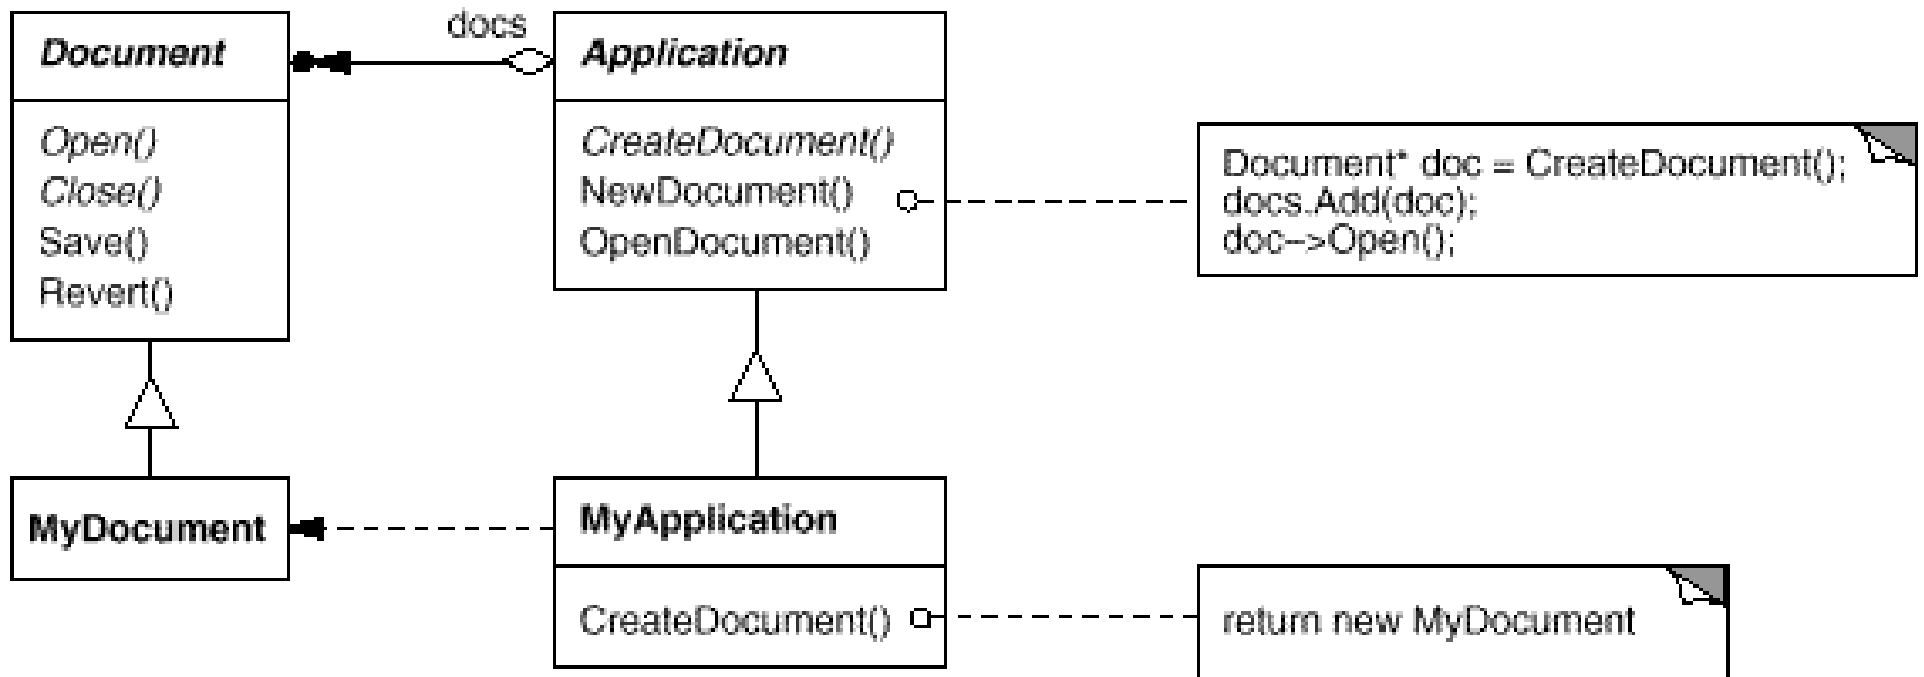 docs
Document
Open()
Close()
Save()
Revert()
Application
CreateDocument()
NewDocument()
OpenDocument()
Document* doc = CreateDocument();
docs.Add(doc);
doc–>Open();
MyDocument
MyApplication
CreateDocument()
return new MyDocument